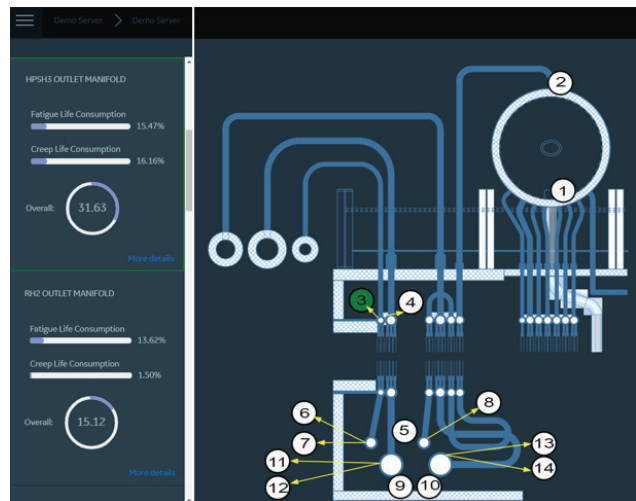 Demo Server > Demo Server
HPSH3 OUTLET MANIFOLD
Fatigue Life Consumption
15.47%
Creep Life Consumption
16.16%
Overall: 31.63
More details
RH2 OUTLET MANIFOLD
Fatigue Life Consumption
13.62%
Creep Life Consumption
1.50%
Overall: 15.12
More details
2
1
3 4
6 5 8
7
11 13
12 9 10 14